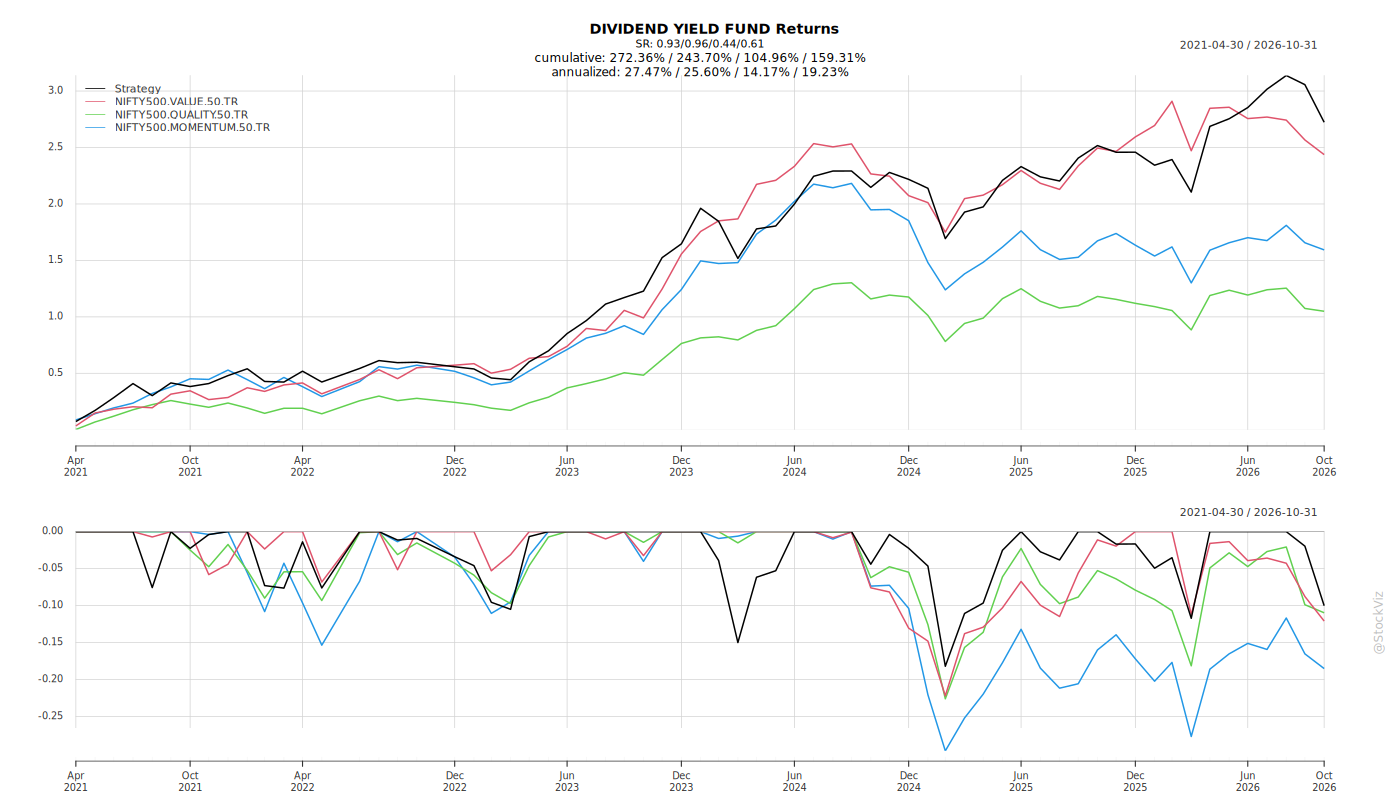 DIVIDEND YIELD FUND Returns
SR: 0.93/0.96/0.44/0.61
cumulative: 272.36% / 243.70% / 104.96% / 159.31%
annualized: 27.47% / 25.60% / 14.17% / 19.23%
2021-04-30 / 2026-10-31
Strategy
NIFTY500.VALUE.50.TR
NIFTY500.QUALITY.50.TR
NIFTY500.MOMENTUM.50.TR
3.0
2.5
2.0
1.5
1.0
0.5
Apr Oct Apr Dec Jun Dec Jun Dec Jun Dec Jun Oct
2021 2021 2022 2022 2023 2023 2024 2024 2025 2025 2026 2026
2021-04-30 / 2026-10-31
0.00
-0.05
-0.10
-0.15
-0.20
-0.25
Apr Oct Apr Dec Jun Dec Jun Dec Jun Dec Jun Oct
2021 2021 2022 2022 2023 2023 2024 2024 2025 2025 2026 2026
@StockViz